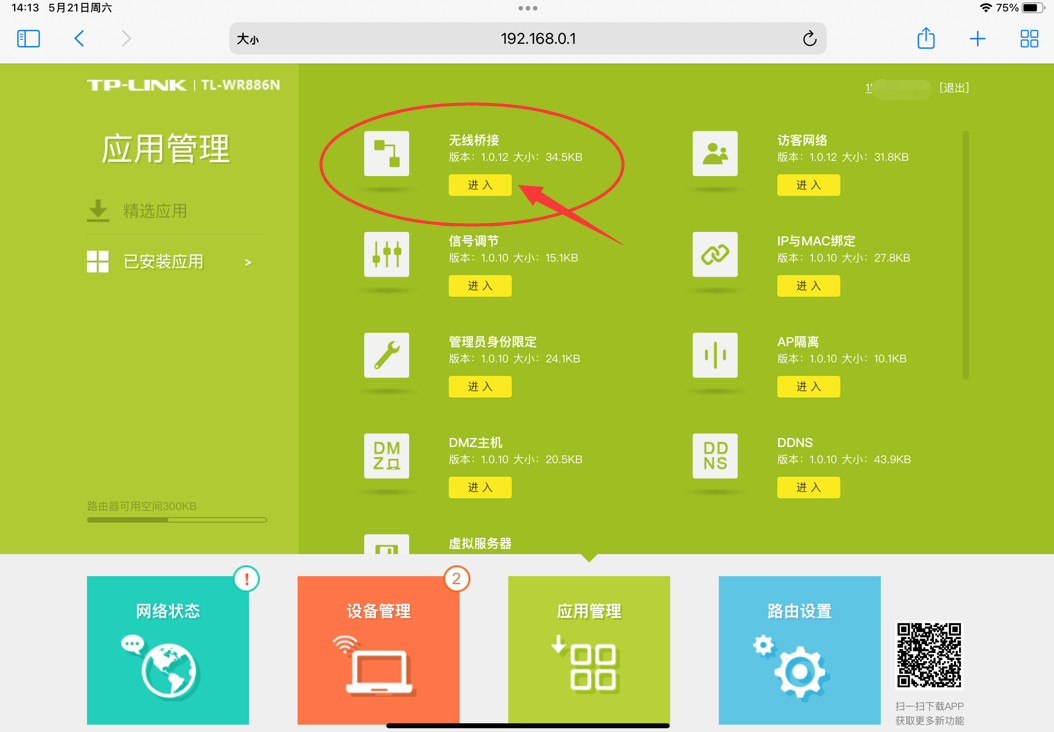 14:13 5月21日周六
75%
大小
192.168.0.1
TP-LINK | TL-WR886N
[退出]
应用管理
精选应用
已安装应用 >
路由器可用空间300KB
无线桥接
版本：1.0.12 大小：34.5KB
进 入
访客网络
版本：1.0.12 大小：31.8KB
进 入
信号调节
版本：1.0.10 大小：15.1KB
进 入
IP与MAC绑定
版本：1.0.10 大小：27.8KB
进 入
管理员身份限定
版本：1.0.10 大小：24.1KB
进 入
AP隔离
版本：1.0.10 大小：10.1KB
进 入
DM
Z
DMZ主机
版本：1.0.10 大小：20.5KB
进 入
DD
NS
DDNS
版本：1.0.10 大小：43.9KB
进 入
虚拟服务器
网络状态
!
设备管理
2
应用管理
路由设置
扫一扫下载APP
获取更多新功能